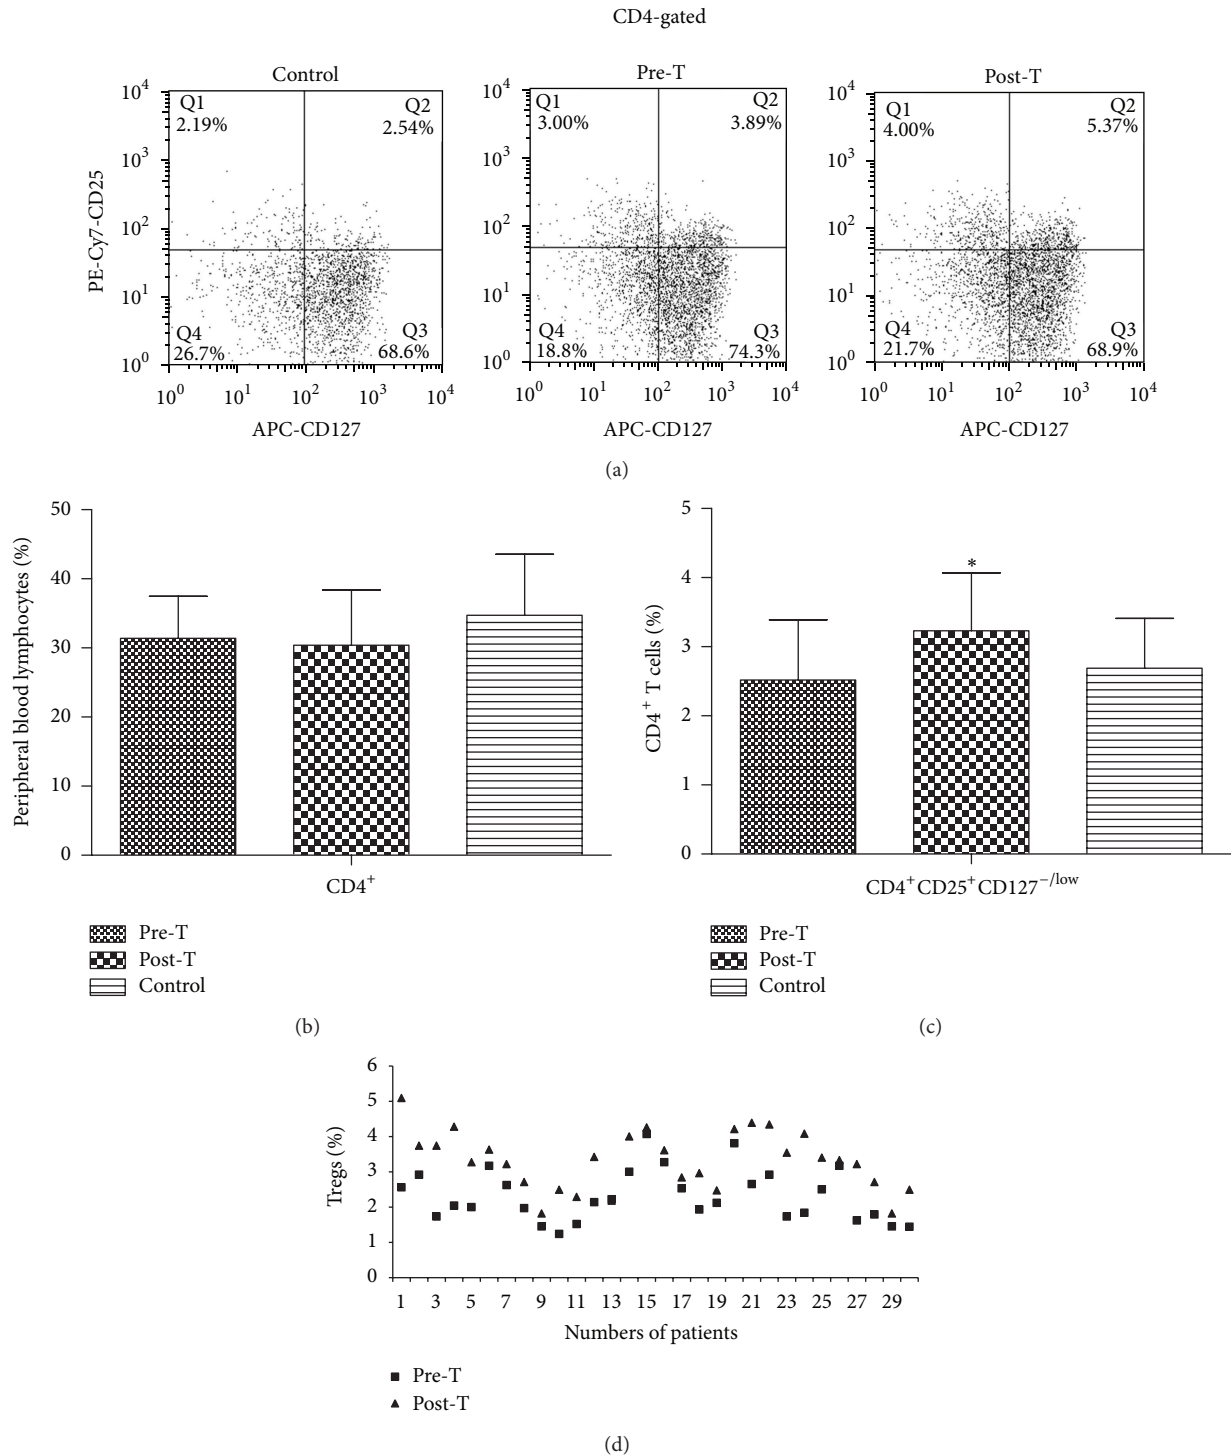 CD4-gated
Control
Pre-T
Post-T
10⁴
10³
10²
10¹
10⁰
PE-Cy7-CD25
Q1
2.19%
Q2
2.54%
Q4
26.7%
Q3
68.6%
10⁰ 10¹ 10² 10³ 10⁴
APC-CD127
10⁴
10³
10²
10¹
10⁰
Q1
3.00%
Q2
3.89%
Q4
18.8%
Q3
74.3%
10⁰ 10¹ 10² 10³ 10⁴
APC-CD127
10⁴
10³
10²
10¹
10⁰
Q1
4.00%
Q2
5.37%
Q4
21.7%
Q3
68.9%
10⁰ 10¹ 10² 10³ 10⁴
APC-CD127
(a)
Peripheral blood lymphocytes (%)
50
40
30
20
10
0
CD4⁺
Pre-T
Post-T
Control
(b)
CD4⁺ T cells (%)
5
4
3
2
1
0
*
CD4⁺CD25⁺CD127⁻/ˡᵒʷ
Pre-T
Post-T
Control
(c)
Tregs (%)
6
5
4
3
2
1
0
1 3 5 7 9 11 13 15 17 19 21 23 25 27 29
Numbers of patients
Pre-T
Post-T
(d)